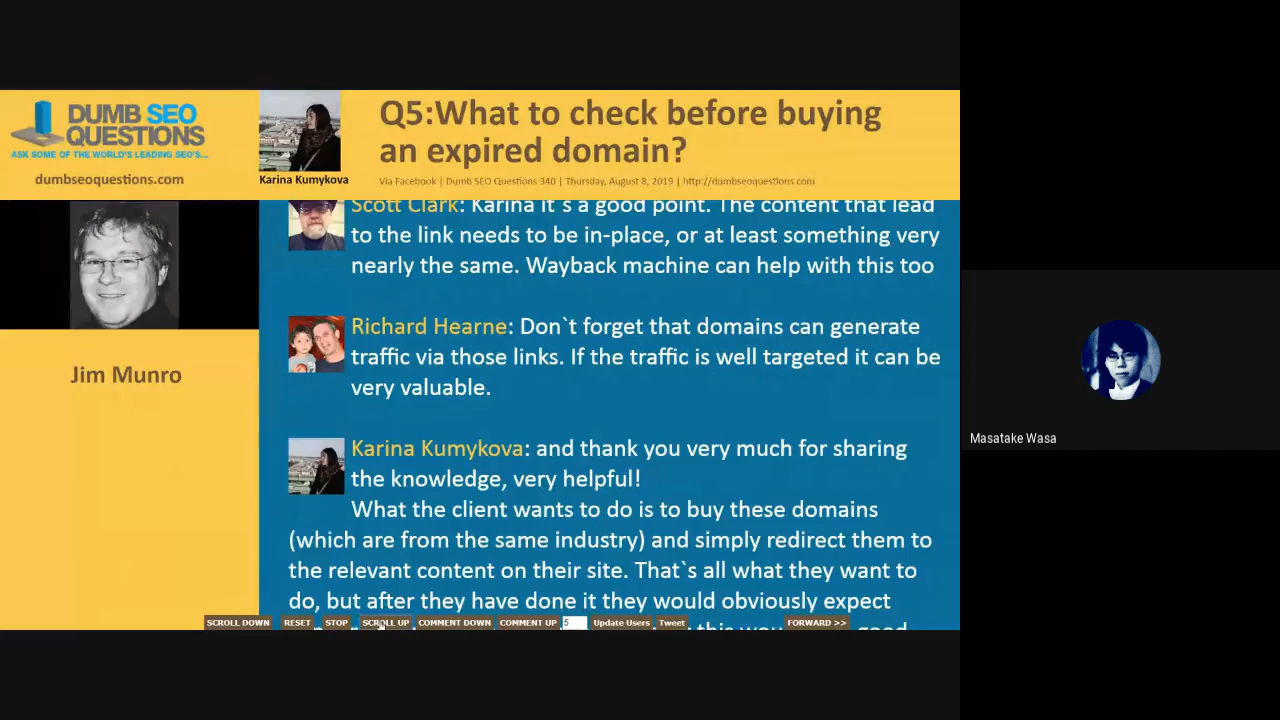 DUMB SEO
QUESTIONS
ASK SOME OF THE WORLD'S LEADING SEO'S...
dumbseoquestions.com
Karina Kumykova
Q5:What to check before buying
an expired domain?
Via Facebook | Dumb SEO Questions 340 | Thursday, August 8, 2019 | http://dumbseoquestions.com
Jim Munro
Scott Clark: Karina it`s a good point. The content that lead
to the link needs to be in-place, or at least something very
nearly the same. Wayback machine can help with this too
Richard Hearne: Don`t forget that domains can generate
traffic via those links. If the traffic is well targeted it can be
very valuable.
Karina Kumykova: and thank you very much for sharing
the knowledge, very helpful!
What the client wants to do is to buy these domains
(which are from the same industry) and simply redirect them to
the relevant content on their site. That`s all what they want to
do, but after they have done it they would obviously expect
this good
SCROLL DOWN RESET STOP SCROLL UP COMMENT DOWN COMMENT UP 5 Update Users Tweet FORWARD >>
Masatake Wasa